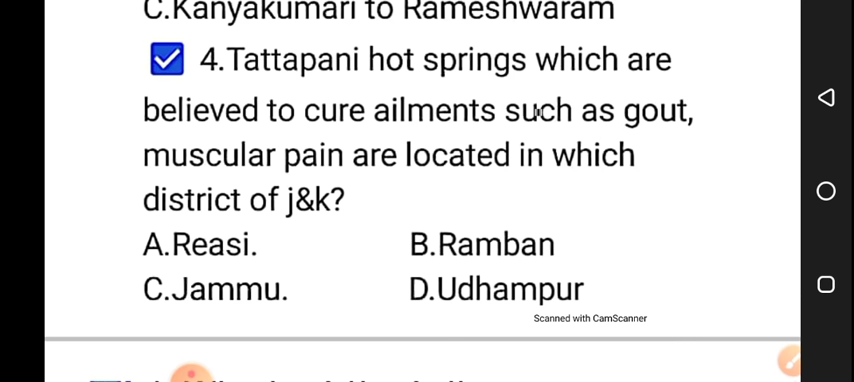 C.Kanyakumari to Rameshwaram
4.Tattapani hot springs which are
believed to cure ailments such as gout,
muscular pain are located in which
district of j&k?
A.Reasi. B.Ramban
C.Jammu. D.Udhampur
Scanned with CamScanner